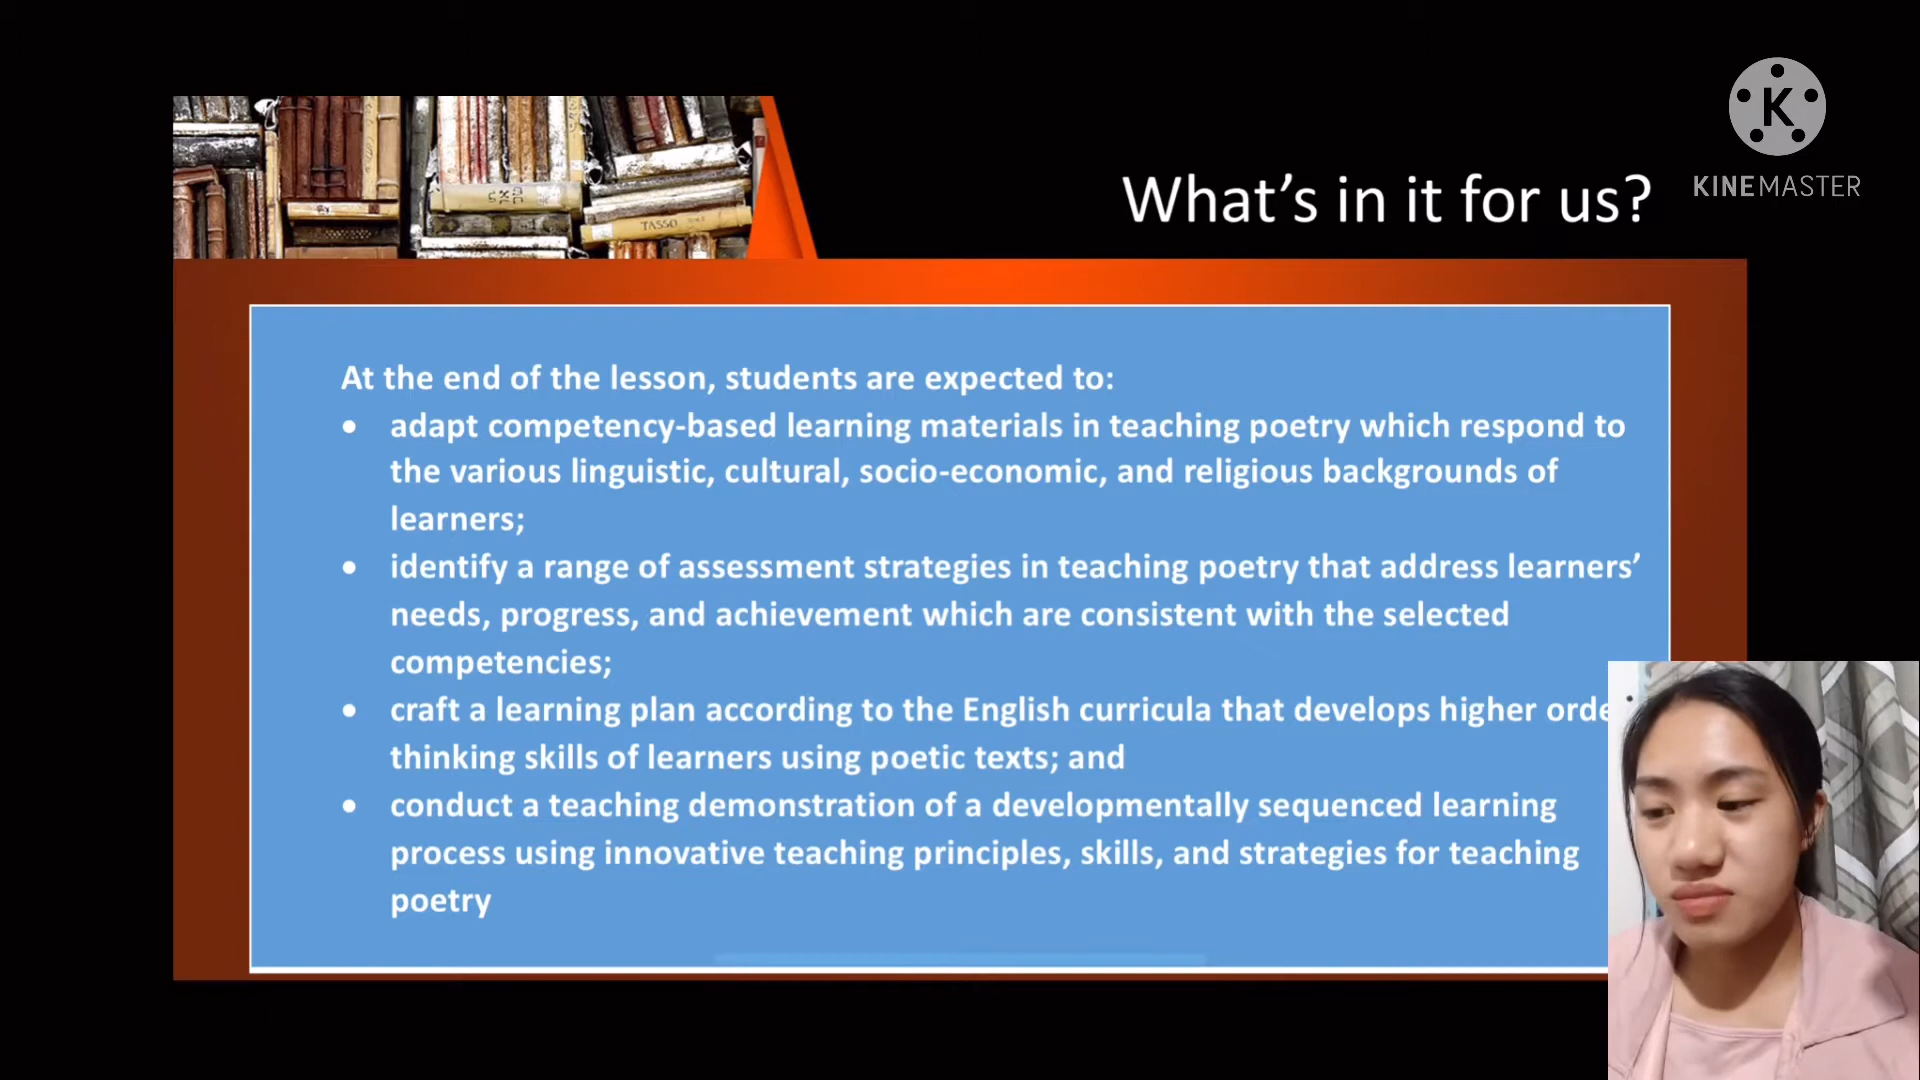 K
KINEMASTER
What's in it for us?
TASSO
At the end of the lesson, students are expected to:
• adapt competency-based learning materials in teaching poetry which respond to
the various linguistic, cultural, socio-economic, and religious backgrounds of
learners;
• identify a range of assessment strategies in teaching poetry that address learners’
needs, progress, and achievement which are consistent with the selected
competencies;
• craft a learning plan according to the English curricula that develops higher orde
thinking skills of learners using poetic texts; and
• conduct a teaching demonstration of a developmentally sequenced learning
process using innovative teaching principles, skills, and strategies for teaching
poetry